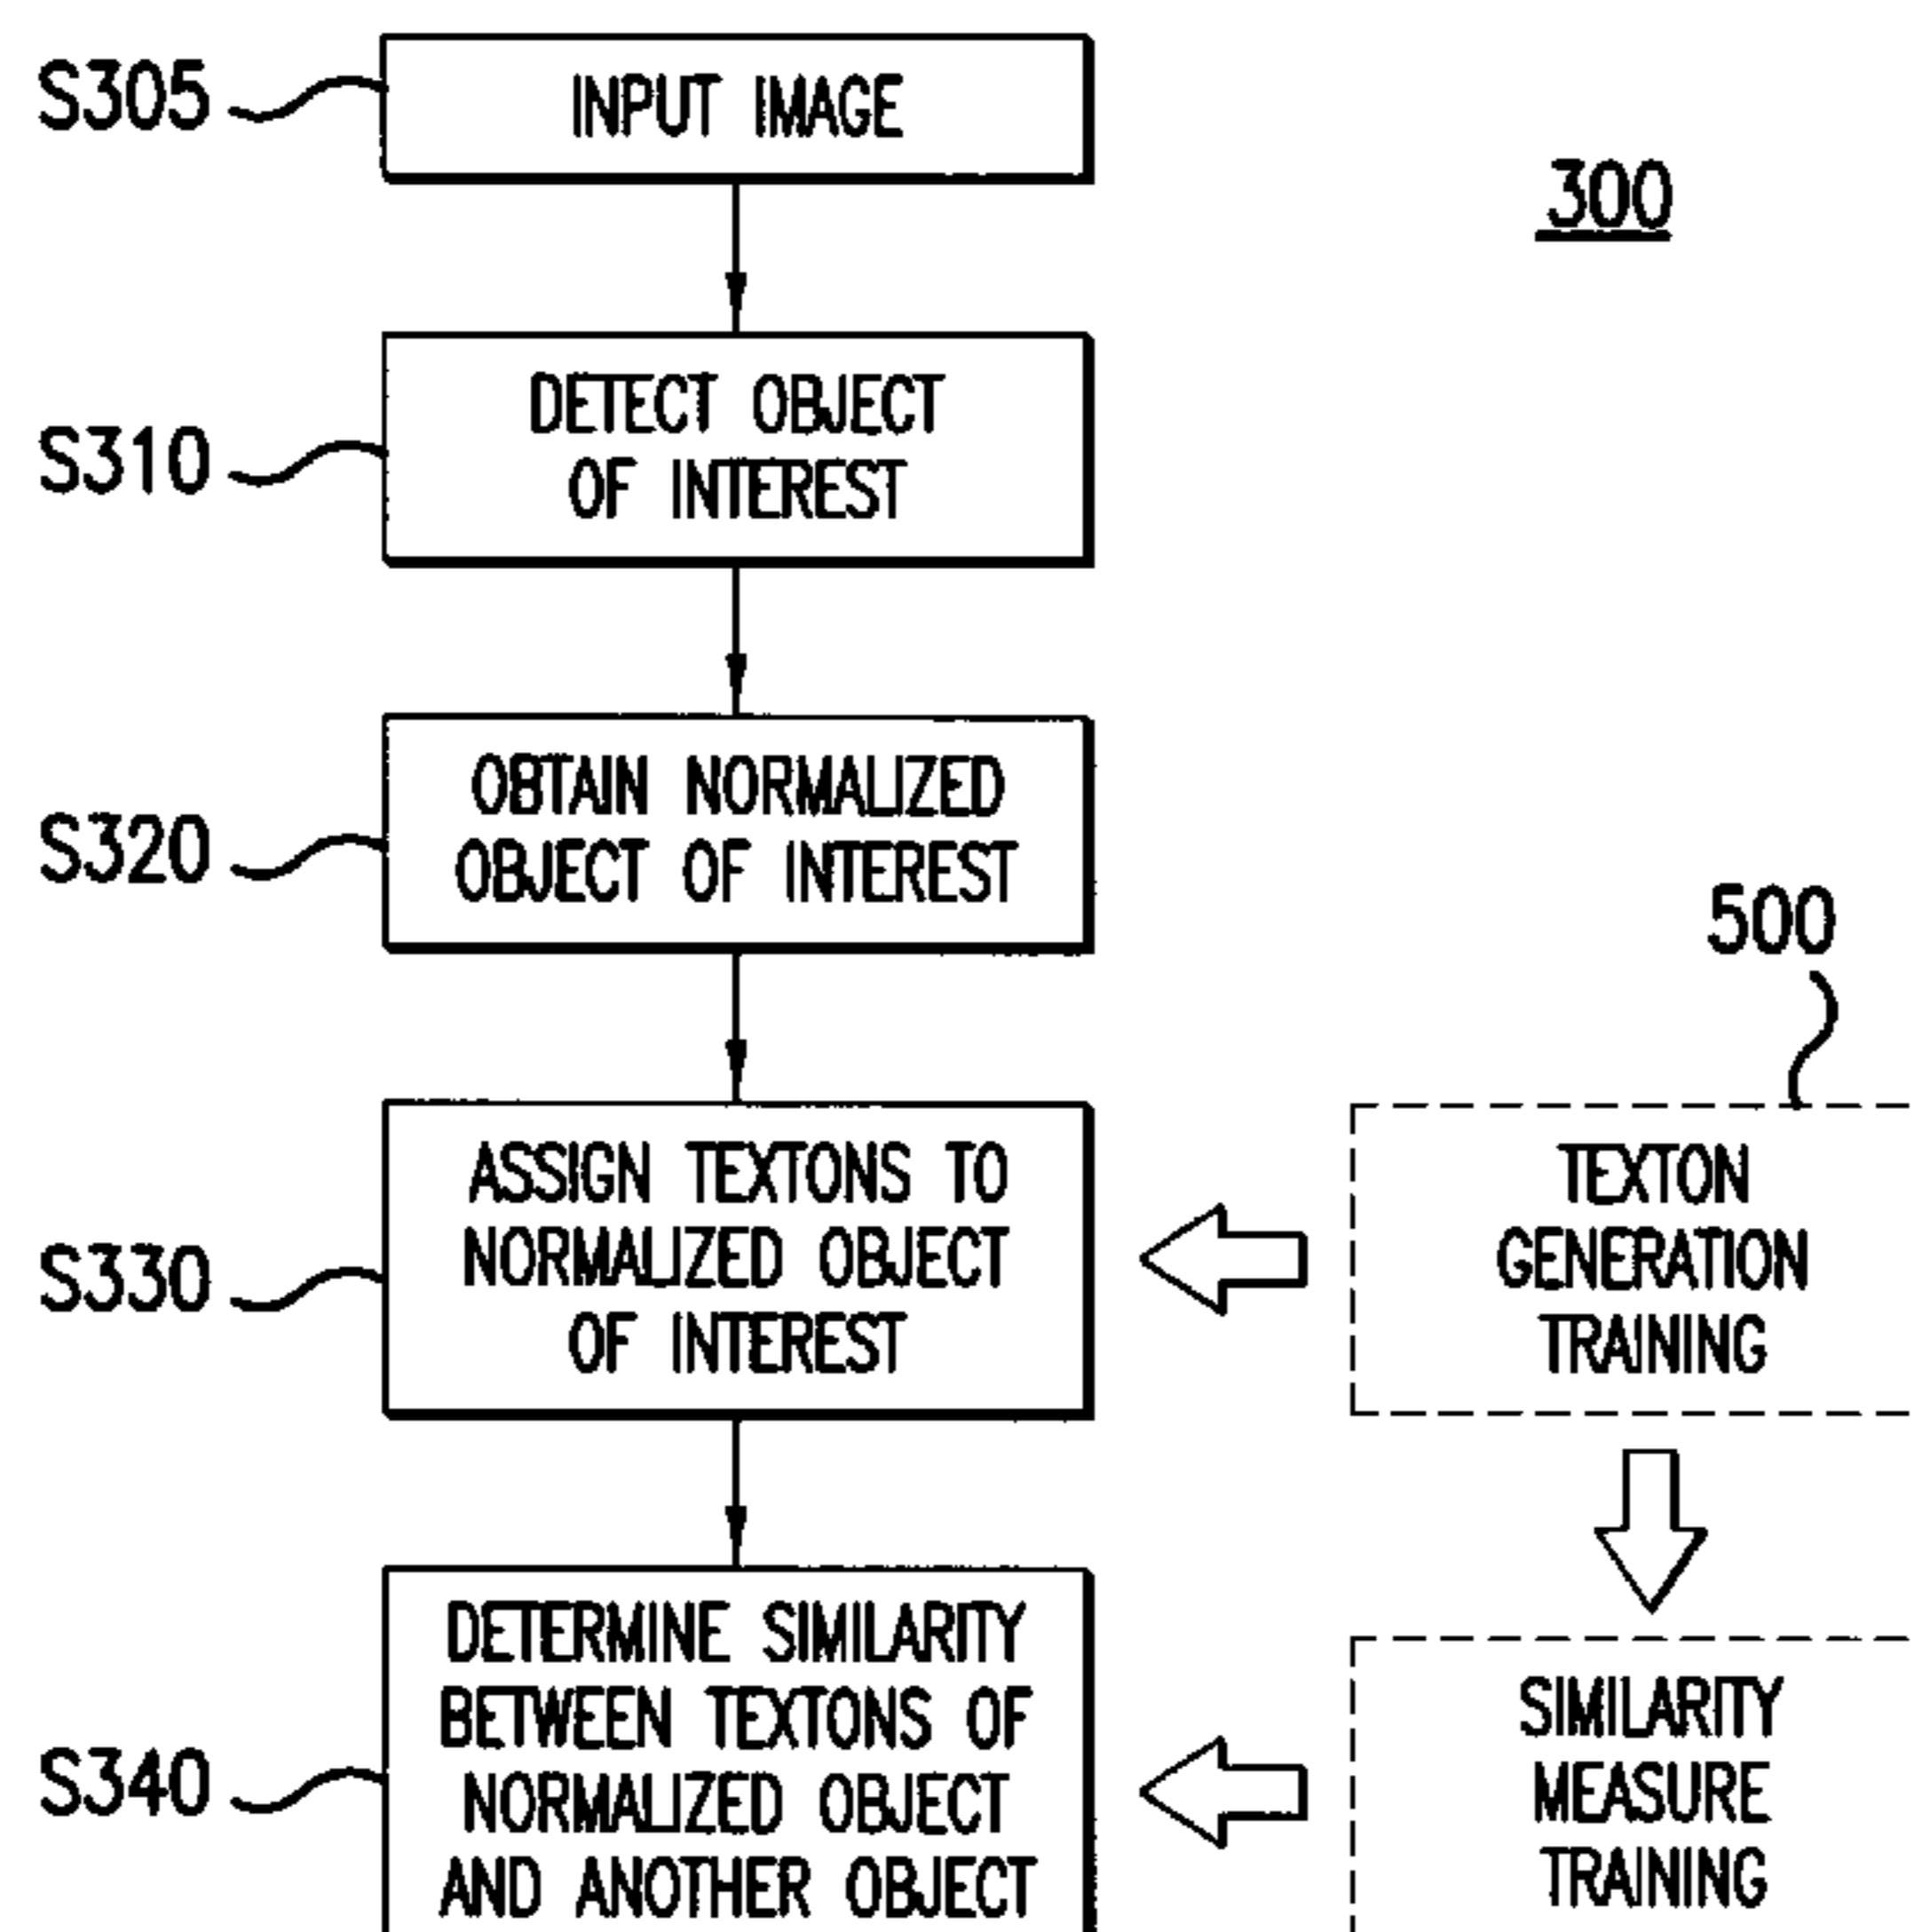 S305
INPUT IMAGE
300
S310
DETECT OBJECT
OF INTEREST
S320
OBTAIN NORMALIZED
OBJECT OF INTEREST
500
S330
ASSIGN TEXTONS TO
NORMALIZED OBJECT
OF INTEREST
TEXTON
GENERATION
TRAINING
S340
DETERMINE SIMILARITY
BETWEEN TEXTONS OF
NORMALIZED OBJECT
AND ANOTHER OBJECT
SIMILARITY
MEASURE
TRAINING